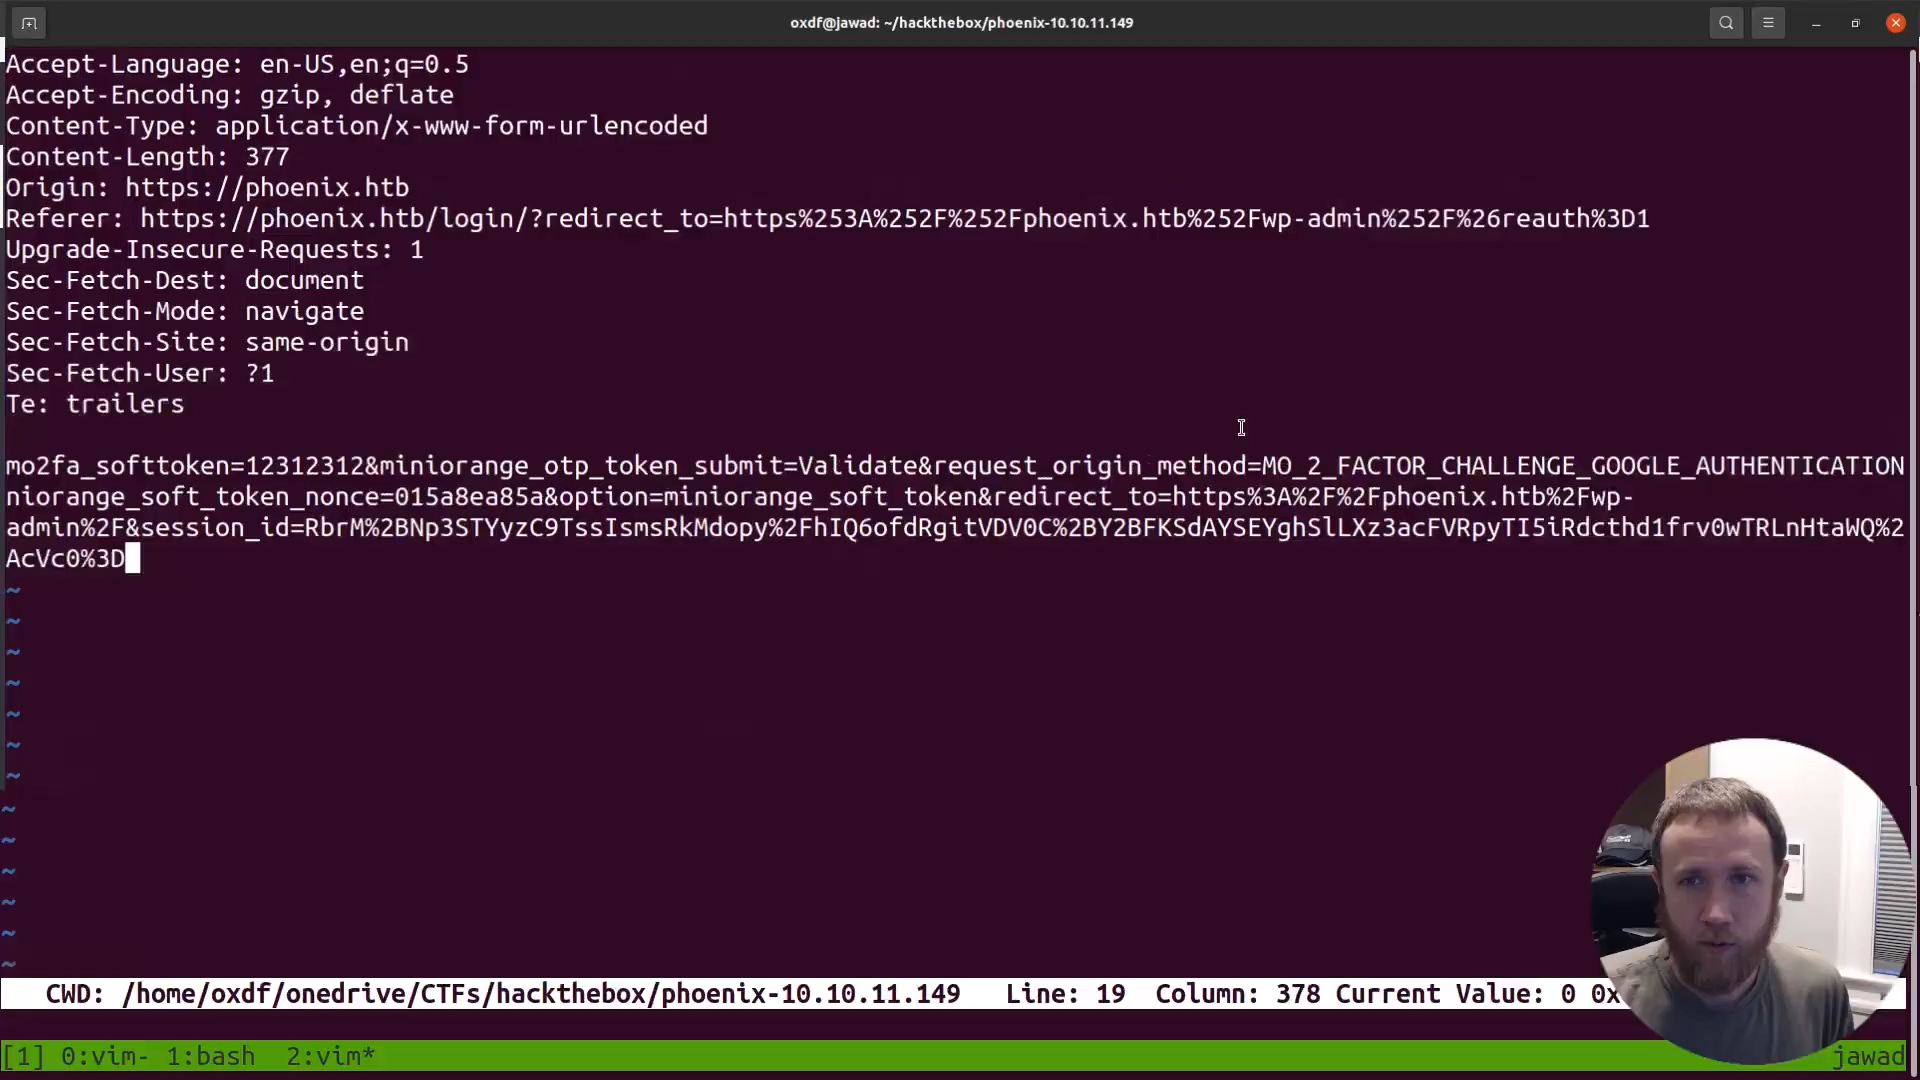 oxdf@jawad: ~/hackthebox/phoenix-10.10.11.149
Accept-Language: en-US,en;q=0.5
Accept-Encoding: gzip, deflate
Content-Type: application/x-www-form-urlencoded
Content-Length: 377
Origin: https://phoenix.htb
Referer: https://phoenix.htb/login/?redirect_to=https%253A%252F%252Fphoenix.htb%252Fwp-admin%252F%26reauth%3D1
Upgrade-Insecure-Requests: 1
Sec-Fetch-Dest: document
Sec-Fetch-Mode: navigate
Sec-Fetch-Site: same-origin
Sec-Fetch-User: ?1
Te: trailers
mo2fa_softtoken=12312312&miniorange_otp_token_submit=Validate&request_origin_method=MO_2_FACTOR_CHALLENGE_GOOGLE_AUTHENTICATION
niorange_soft_token_nonce=015a8ea85a&option=miniorange_soft_token&redirect_to=https%3A%2F%2Fphoenix.htb%2Fwp-
admin%2F&session_id=RbrM%2BNp3STYyzC9TssIsmsRkMdopy%2FhIQ6ofdRgitVDV0C%2BY2BFKSdAYSEYghSlLXz3acFVRpyTI5iRdcthd1frv0wTRLnHtaWQ%2
AcVc0%3D
~
~
~
~
~
~
~
~
~
~
~
~
~
CWD: /home/oxdf/onedrive/CTFs/hackthebox/phoenix-10.10.11.149 Line: 19 Column: 378 Current Value: 0 0x
[1] 0:vim- 1:bash 2:vim* jawad